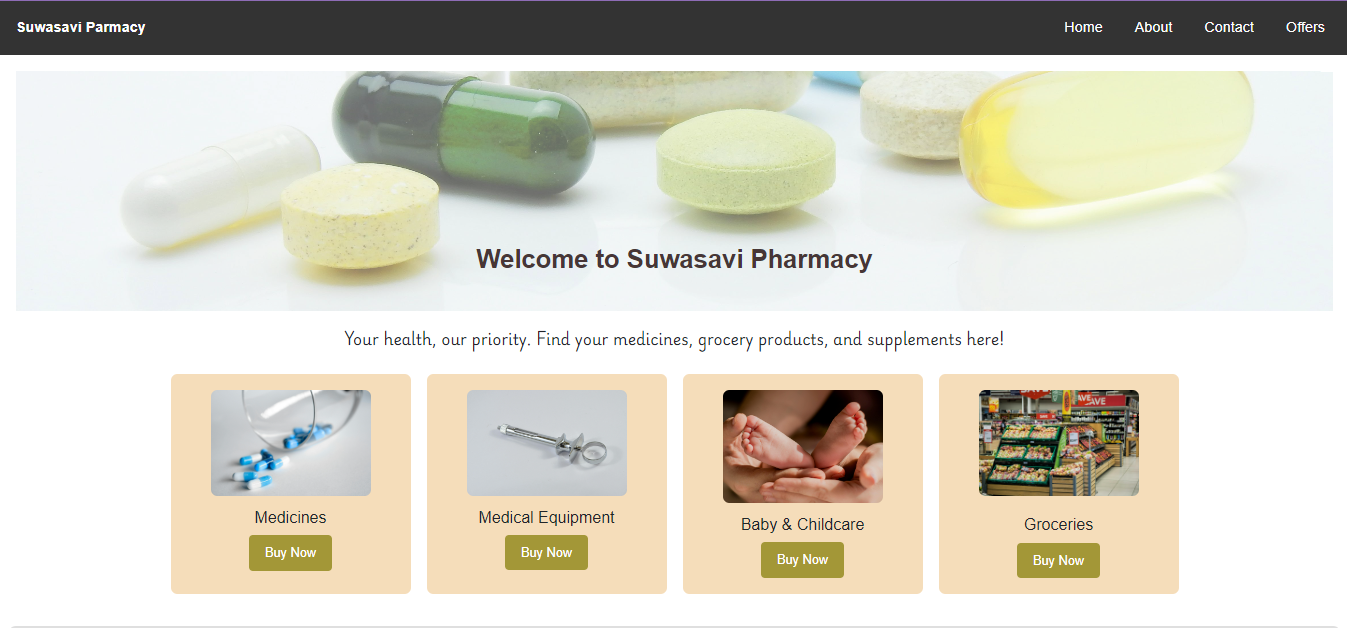 Suwasavi Parmacy
Home About Contact Offers
Welcome to Suwasavi Pharmacy
Your health, our priority. Find your medicines, grocery products, and supplements here!
SAVE
Medicines
Medical Equipment
Baby & Childcare
Groceries
Buy Now
Buy Now
Buy Now
Buy Now